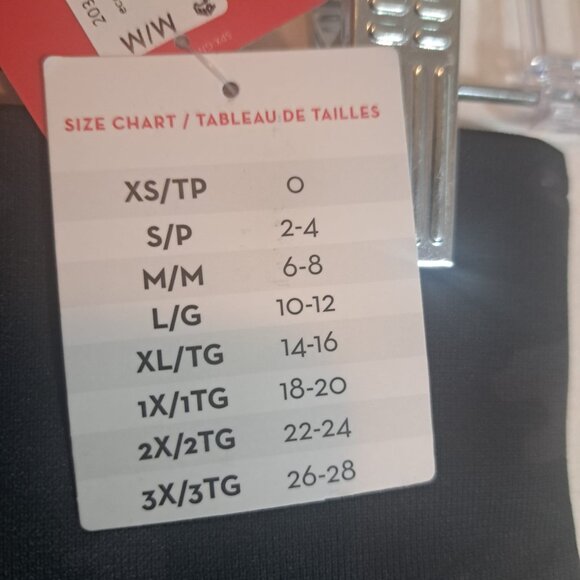 203
M/M
SIZE CHART / TABLEAU DE TAILLES
XS/TP 0
S/P 2-4
M/M 6-8
L/G 10-12
XL/TG 14-16
1X/1TG 18-20
2X/2TG 22-24
3X/3TG 26-28